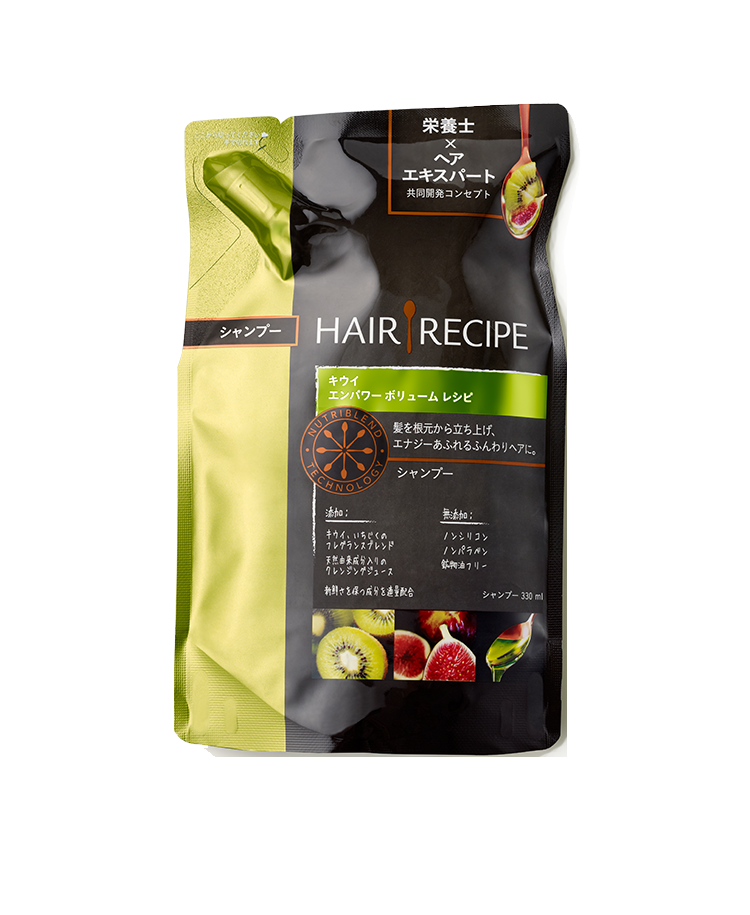 栄養士
×
ヘア
エキスパート
共同開発コンセプト
シャンプー
HAIR RECIPE
キウイ
エンパワー ボリューム レシピ
髪を根元から立ち上げ、
エナジーあふれるふんわりヘアに。
NUTRIBLEND
TECHNOLOGY
シャンプー
添加:
キウイ、いちじくの
フレグランスブレンド
天然由来成分入りの
クレンジングジュース
新鮮さを保つ成分を適量配合
無添加:
ノンシリコン
ノンパラベン
鉱物油フリー
シャンプー 330 ml